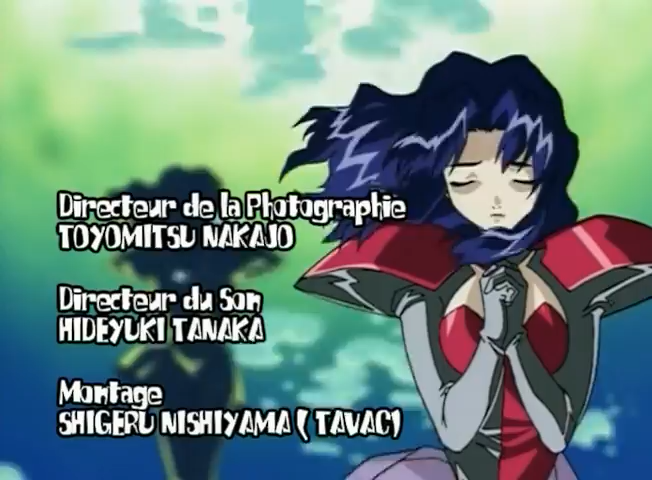 Directeur de la Photographie
TOYOMITSU NAKAJO
Directeur du Son
HIDEYUKI TANAKA
Montage
SHIGERU NISHIYAMA ( TAVAC)